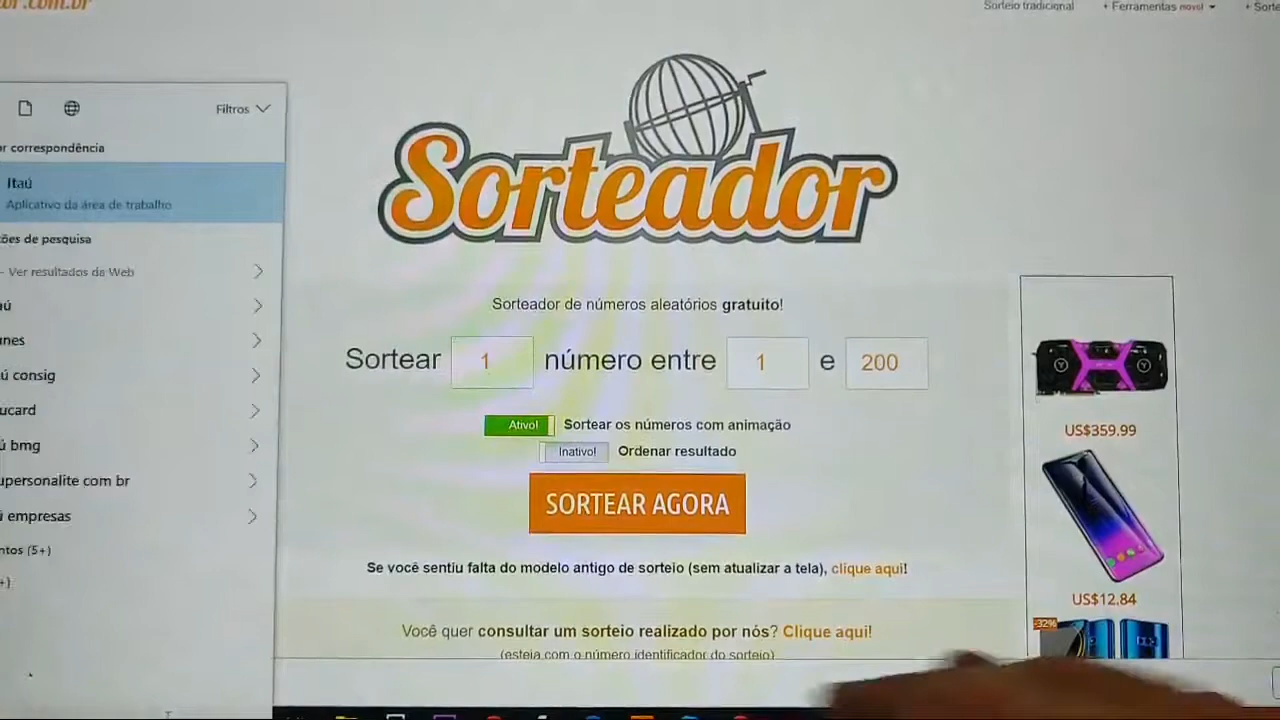 Sorteio tradicional
+ Ferramentas novo!
+ Sorte
Filtros
correspondência
Itaú
Aplicativo da área de trabalho
ões de pesquisa
- Ver resultados da Web
aú
unes
ú consig
ucard
ú bmg
upersonalite com br
ú empresas
ntos (5+)
+)
Sorteador
Sorteador de números aleatórios gratuito!
Sortear 1 número entre 1 e 200
Ativo! Sortear os números com animação
Inativo! Ordenar resultado
SORTEAR AGORA
Se você sentiu falta do modelo antigo de sorteio (sem atualizar a tela), clique aqui!
Você quer consultar um sorteio realizado por nós? Clique aqui!
(esteja com o número identificador do sorteio)
US$359.99
US$12.84
-32%